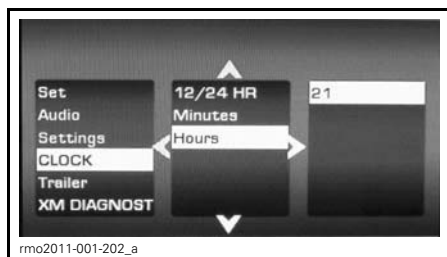 Set
Audio
Settings
CLOCK
Trailer
XM DIAGNOST
12/24 HR
Minutes
Hours
21
rmo2011-001-202_a